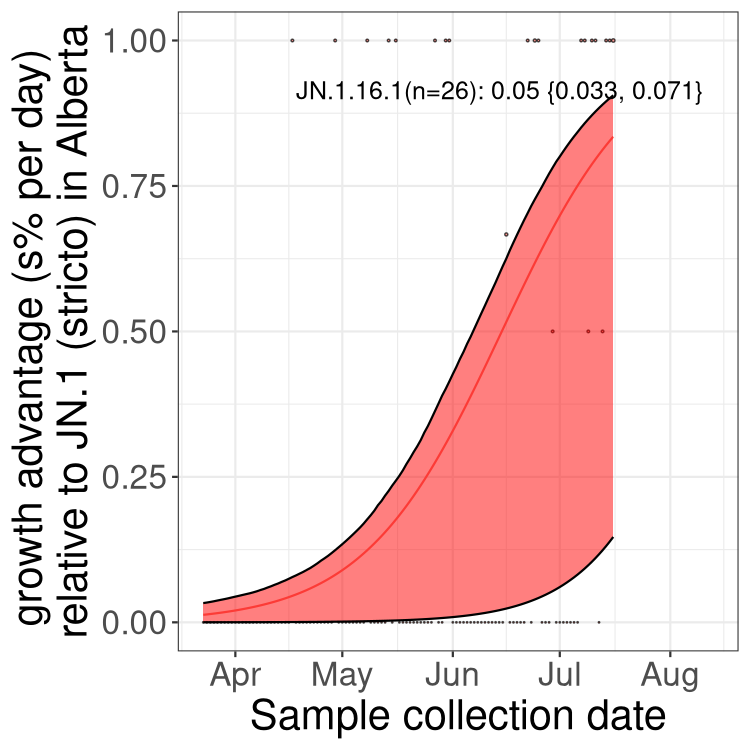 growth advantage (s% per day)
relative to JN.1 (stricto) in Alberta
1.00
0.75
0.50
0.25
0.00
JN.1.16.1(n=26): 0.05 {0.033, 0.071}
Apr May Jun Jul Aug
Sample collection date